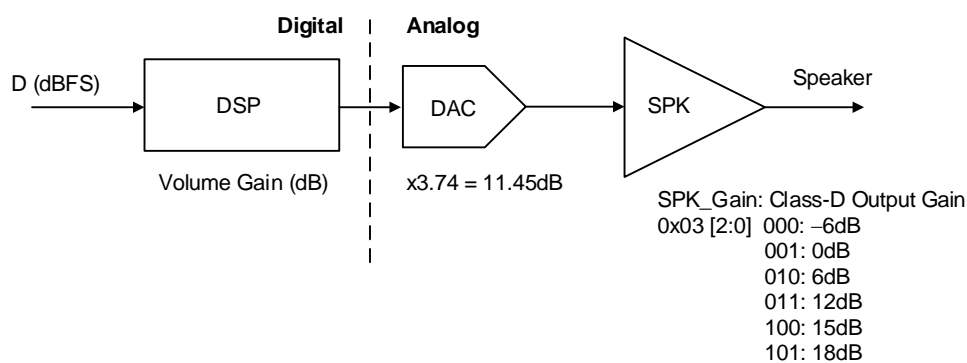 Digital
Analog
D (dBFS)
DSP
DAC
SPK
Speaker
Volume Gain (dB)
x3.74 = 11.45dB
SPK_Gain: Class-D Output Gain
0x03 [2:0] 000: –6dB
001: 0dB
010: 6dB
011: 12dB
100: 15dB
101: 18dB